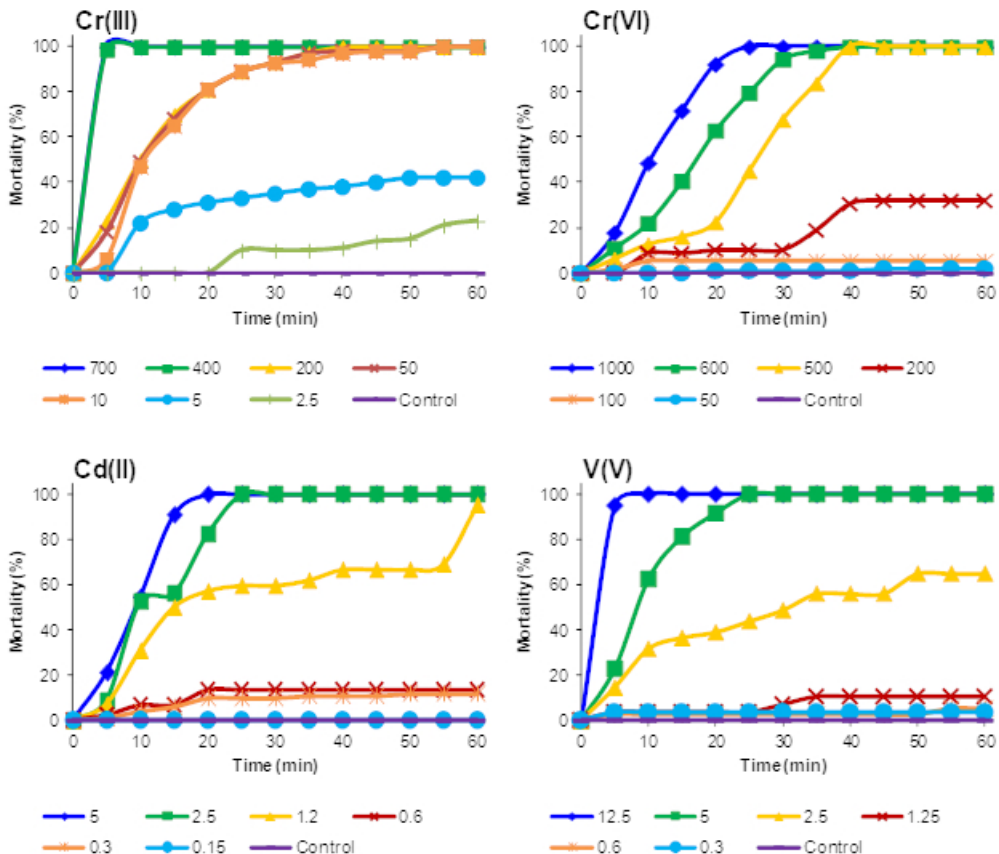 Cr(III)
100
80
60
40
20
0
Mortality (%)
0 10 20 30 40 50 60
Time (min)
700 400 200 50
10 5 2.5 Control
Cr(VI)
100
80
60
40
20
0
Mortality (%)
0 10 20 30 40 50 60
Time (min)
1000 600 500 200
100 50 Control
Cd(II)
100
80
60
40
20
0
Mortality (%)
0 10 20 30 40 50 60
Time (min)
5 2.5 1.2 0.6
0.3 0.15 Control
V(V)
100
80
60
40
20
0
Mortality (%)
0 10 20 30 40 50 60
Time (min)
12.5 5 2.5 1.25
0.6 0.3 Control